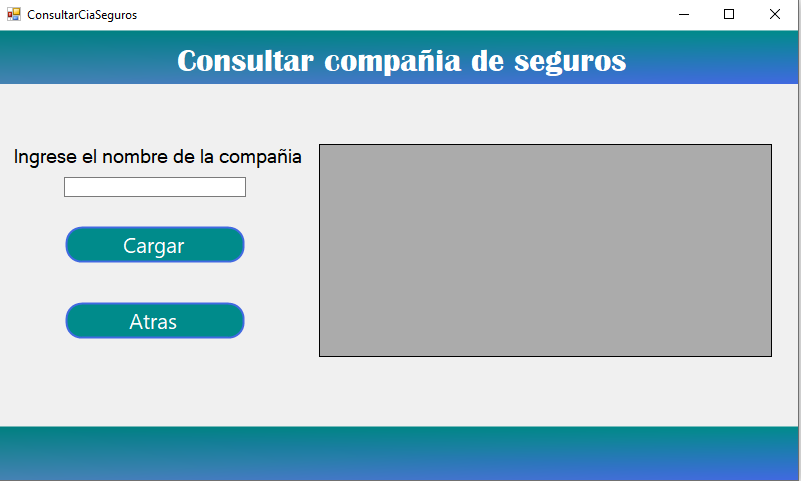 ConsultarCiaSeguros
Consultar compañia de seguros
Ingrese el nombre de la compañia
Cargar
Atras